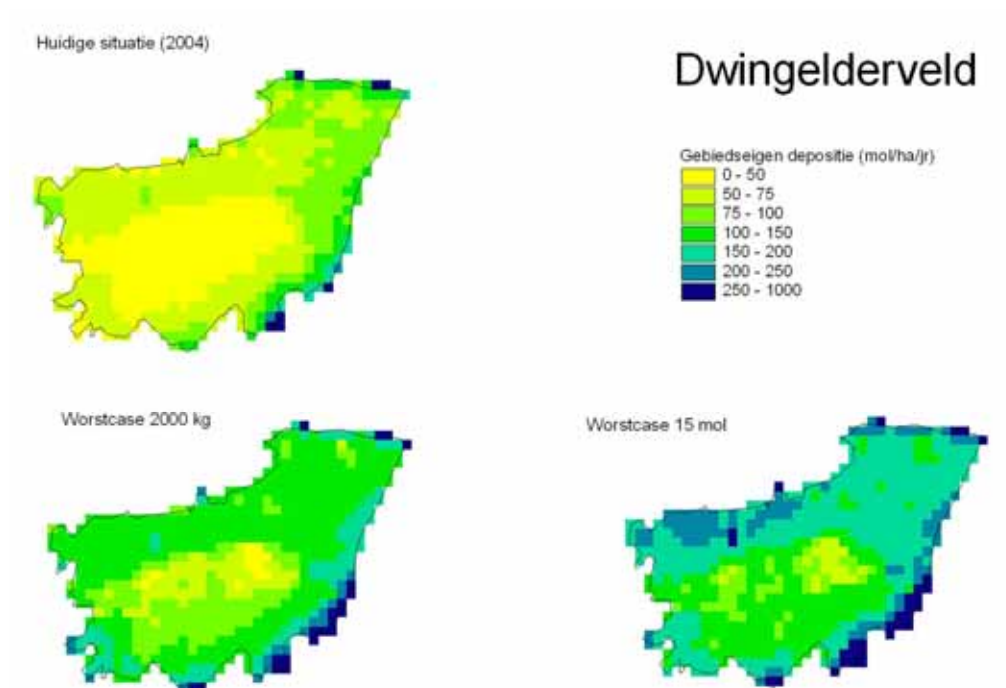 Huidige situatie (2004)
Dwingelderveld
Gebiedseigen depositie (mol/ha/jr)
0 - 50
50 - 75
75 - 100
100 - 150
150 - 200
200 - 250
250 - 1000
Worstcase 2000 kg
Worstcase 15 mol